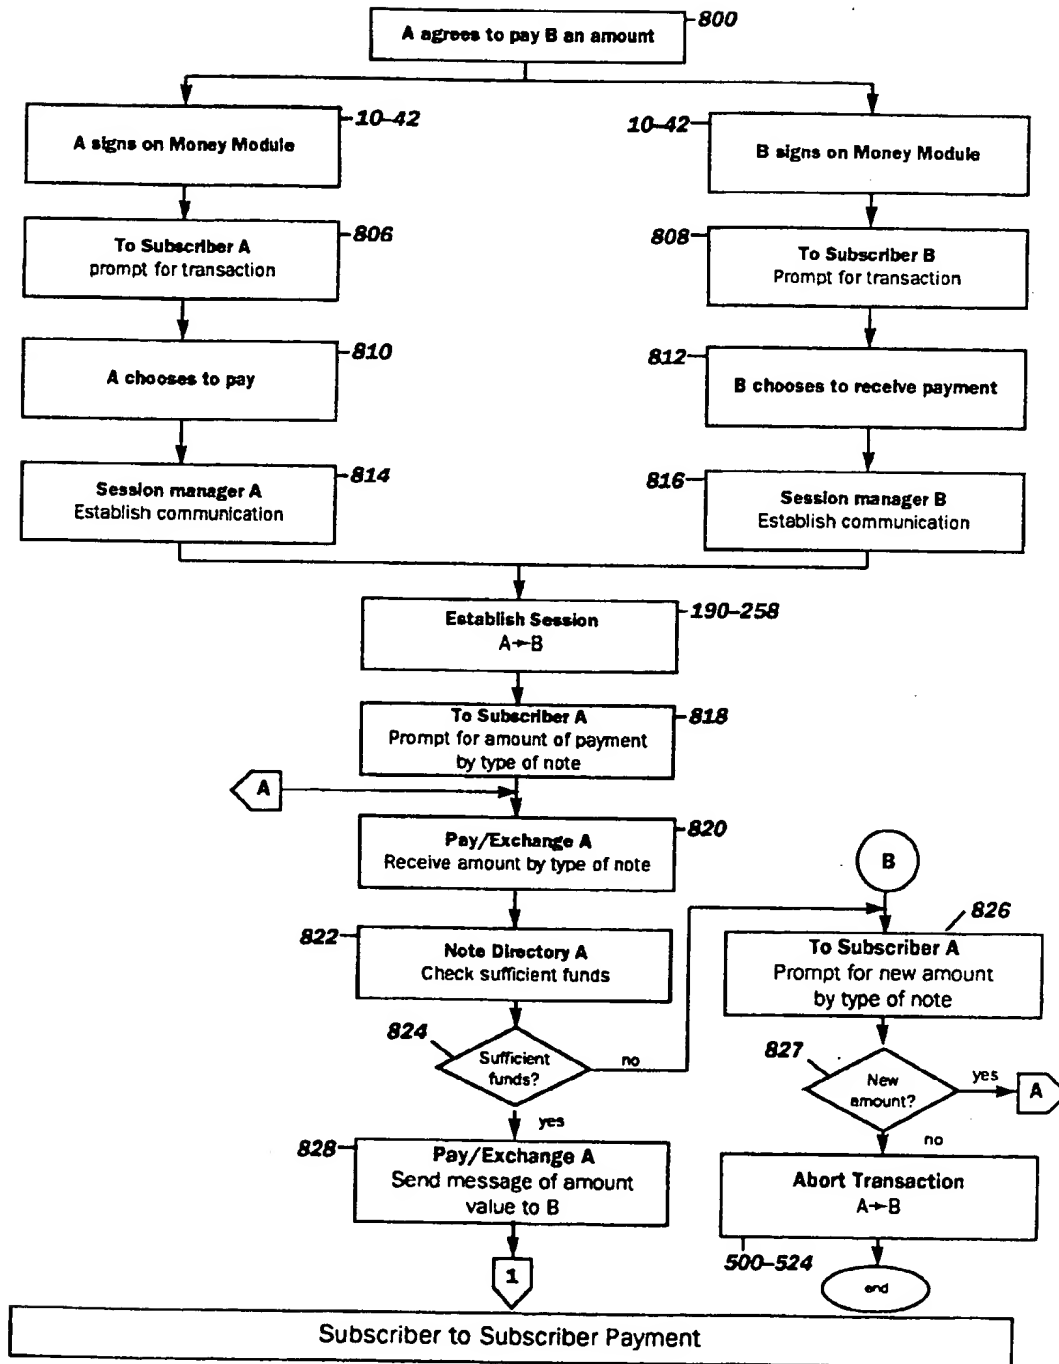 A agrees to pay B an amount
800
A signs on Money Module
10-42
10-42
B signs on Money Module
To Subscriber A
prompt for transaction
806
808
To Subscriber B
Prompt for transaction
A chooses to pay
810
812
B chooses to receive payment
Session manager A
Establish communication
814
816
Session manager B
Establish communication
Establish Session
A→B
190-258
To Subscriber A
Prompt for amount of payment
by type of note
818
A
Pay/Exchange A
Receive amount by type of note
820
B
822
Note Directory A
Check sufficient funds
826
To Subscriber A
Prompt for new amount
by type of note
824
Sufficient
funds?
no
yes
827
New
amount?
yes
A
no
828
Pay/Exchange A
Send message of amount
value to B
Abort Transaction
A→B
500-524
1
end
Subscriber to Subscriber Payment